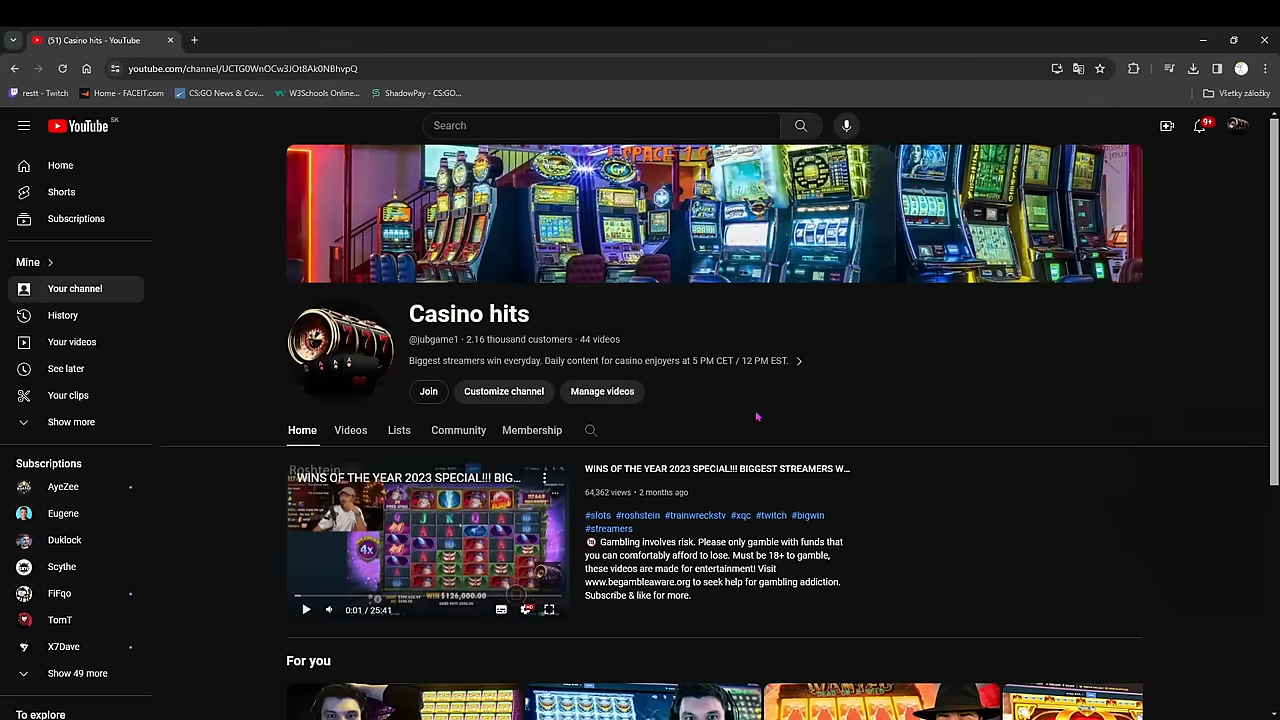 (51) Casino hits - YouTube
youtube.com/channel/UCTG0WnOCw3JOt8Ak0NBhvpQ
restt - Twitch
Home - FACEIT.com
CS:GO News & Cov...
W3Schools Online...
ShadowPay - CS:GO...
Všetky záložky
YouTube SK
Search
9+
Home
Shorts
Subscriptions
Mine
Your channel
History
Your videos
See later
Your clips
Show more
Subscriptions
AyeZee
Eugene
Duklock
Scythe
FiFqo
TomT
X7Dave
Show 49 more
To explore
Casino hits
@jubgame1 · 2.16 thousand customers · 44 videos
Biggest streamers win everyday. Daily content for casino enjoyers at 5 PM CET / 12 PM EST.
Join
Customize channel
Manage videos
Home
Videos
Lists
Community
Membership
Roshtein
WINS OF THE YEAR 2023 SPECIAL!!! BIG...
4x
WIN $126,000.00
0:01 / 25:41
WINS OF THE YEAR 2023 SPECIAL!!! BIGGEST STREAMERS W...
64,362 views · 2 months ago
#slots #roshtein #trainwreckstv #xqc #twitch #bigwin
#streamers
🔞 Gambling involves risk. Please only gamble with funds that
you can comfortably afford to lose. Must be 18+ to gamble,
these videos are made for entertainment! Visit
www.begambleaware.org to seek help for gambling addiction.
Subscribe & like for more.
For you